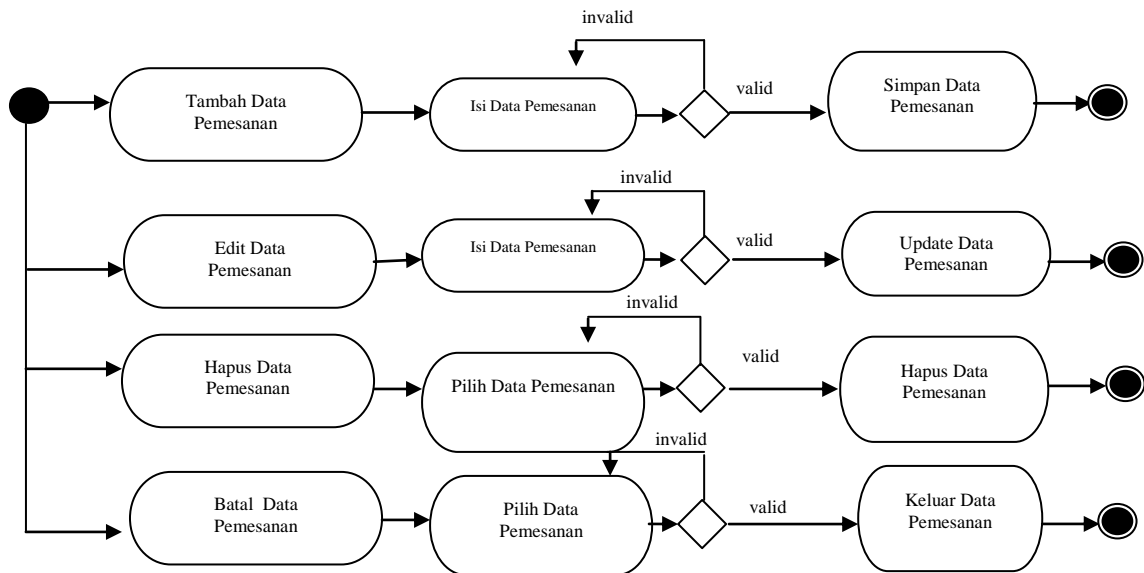 invalid
Tambah Data
Pemesanan
Isi Data Pemesanan
valid
Simpan Data
Pemesanan
invalid
Edit Data
Pemesanan
Isi Data Pemesanan
valid
Update Data
Pemesanan
invalid
Hapus Data
Pemesanan
Pilih Data Pemesanan
valid
Hapus Data
Pemesanan
invalid
Batal Data
Pemesanan
Pilih Data
Pemesanan
valid
Keluar Data
Pemesanan